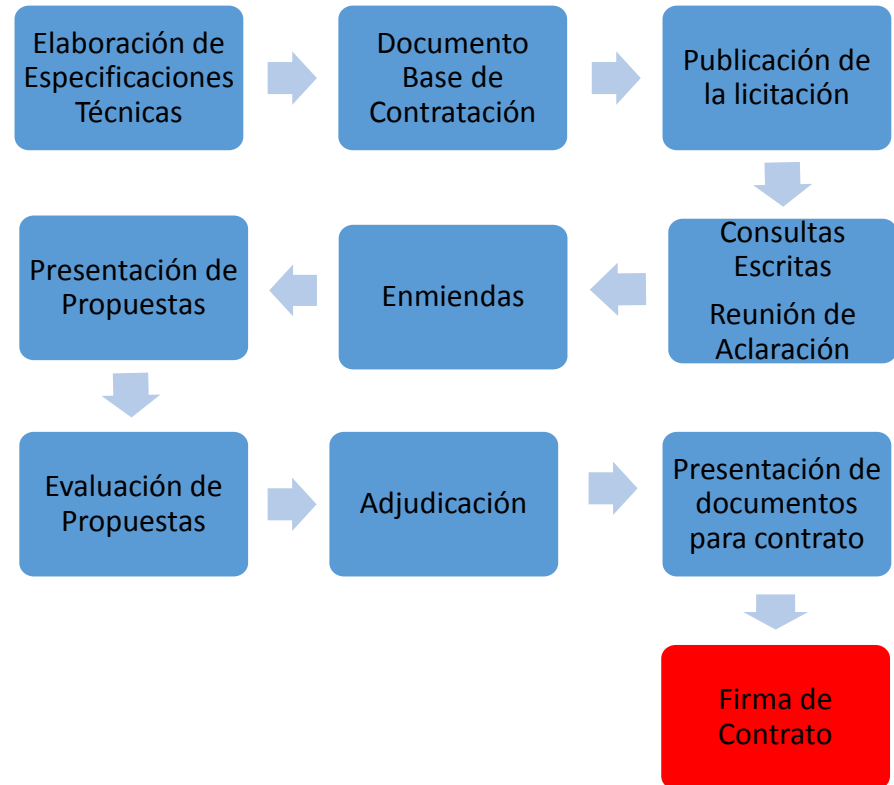 Elaboración de
Especificaciones
Técnicas
Documento
Base de
Contratación
Publicación de
la licitación
Consultas
Escritas
Reunión de
Aclaración
Enmiendas
Presentación de
Propuestas
Evaluación de
Propuestas
Adjudicación
Presentación de
documentos
para contrato
Firma de
Contrato